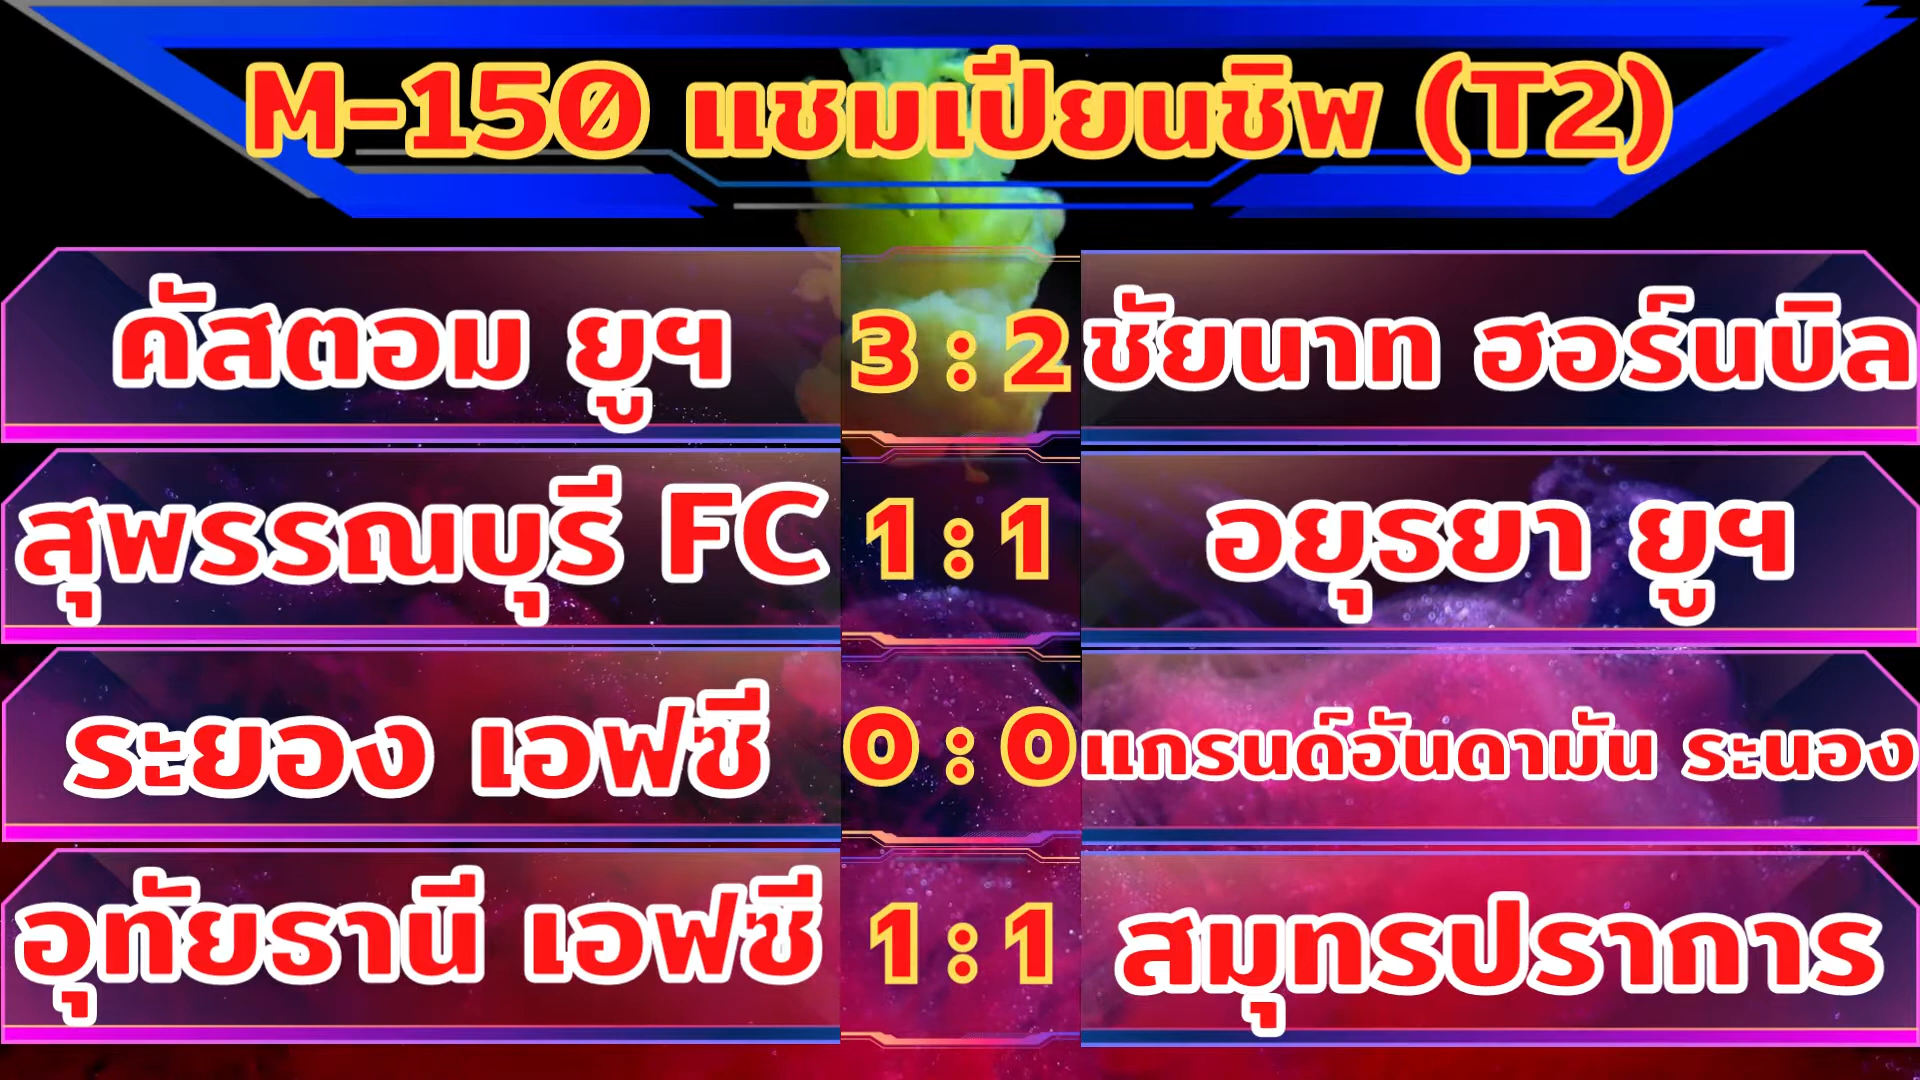 M-150 แชมเปียนชิพ (T2)
คัสตอม ยูฯ 3 : 2 ชัยนาท ฮอร์นบิล
สุพรรณบุรี FC 1 : 1 อยุธยา ยูฯ
ระยอง เอฟซี 0 : 0 แกรนด์อันดามัน ระนอง
อุทัยธานี เอฟซี 1 : 1 สมุทรปราการ